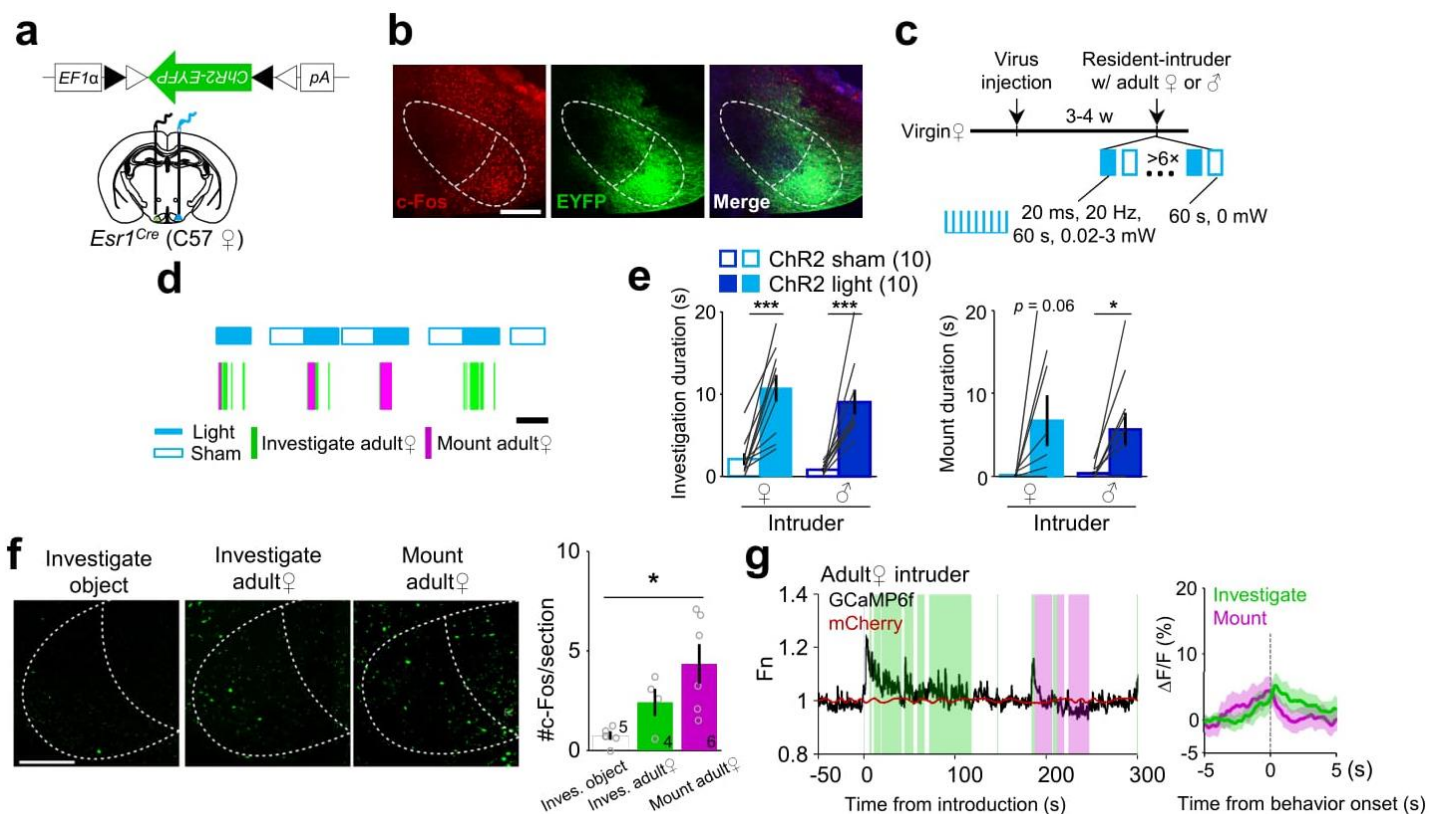 a
EF1α
ChR2-EYFP
pA
Esr1Cre (C57 ♀)
b
c-Fos
EYFP
Merge
c
Virus
injection
Resident-intruder
w/ adult ♀ or ♂
Virgin♀
3-4 w
>6×
20 ms, 20 Hz,
60 s, 0.02-3 mW
60 s, 0 mW
d
Light
Sham
Investigate adult♀
Mount adult♀
e
ChR2 sham (10)
ChR2 light (10)
Investigation duration (s)
20
10
0
***
***
♀
♂
Intruder
Mount duration (s)
20
10
0
p = 0.06
*
♀
♂
Intruder
f
Investigate
object
Investigate
adult♀
Mount
adult♀
#c-Fos/section
10
5
0
*
5
4
6
Inves. object
Inves. adult♀
Mount adult♀
g
Adult♀ intruder
GCaMP6f
mCherry
Fn
1.4
1.2
1
0.8
-50
0
100
200
300
Time from introduction (s)
Investigate
Mount
ΔF/F (%)
20
10
0
-5
-5
0
5 (s)
Time from behavior onset (s)